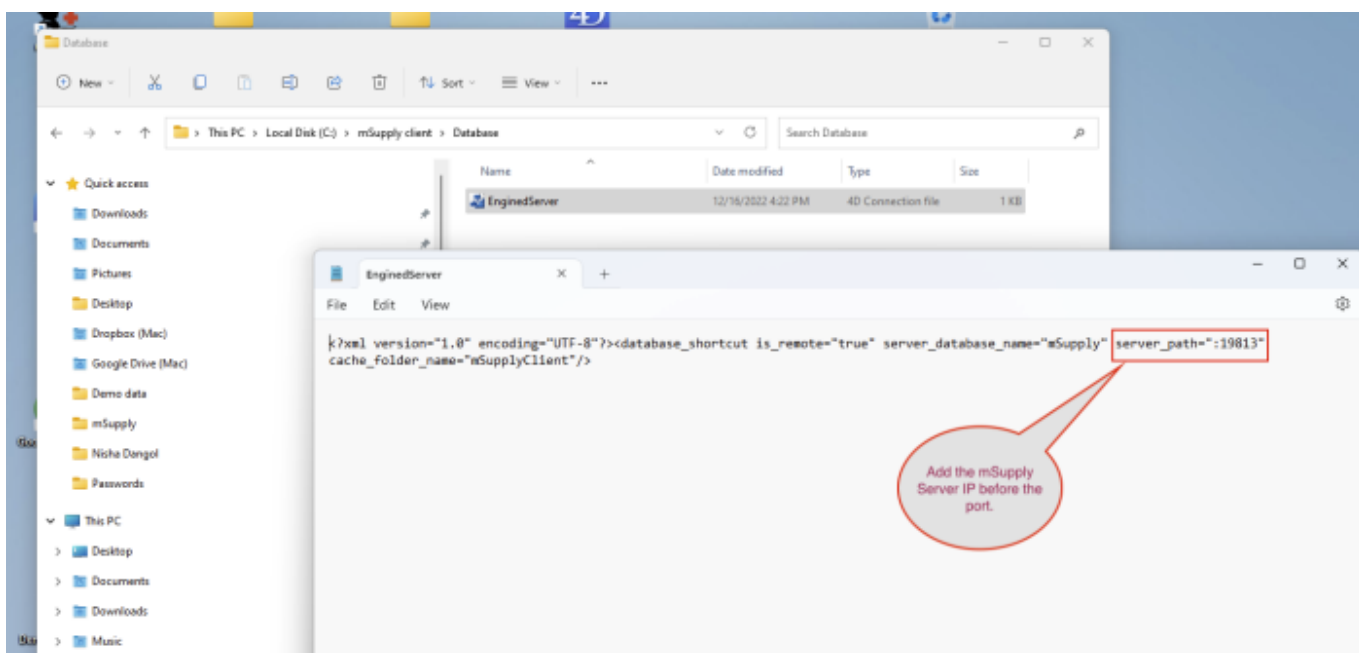 4D
Database
New
Sort
View
This PC > Local Disk (C:) > mSupply client > Database
Search Database
Name
Date modified
Type
Size
Quick access
EnginedServer
12/16/2022 4:22 PM
4D Connection file
1 KB
Downloads
Documents
Pictures
Desktop
Dropbox (Mac)
Google Drive (Mac)
Demo data
mSupply
Nisha Dangol
Passwords
This PC
Desktop
Documents
Downloads
Music
EnginedServer
File Edit View
<?xml version="1.0" encoding="UTF-8"?><database_shortcut is_remote="true" server_database_name="mSupply" server_path=":19813"
cache_folder_name="mSupplyClient"/>
Add the mSupply
Server IP before the
port.